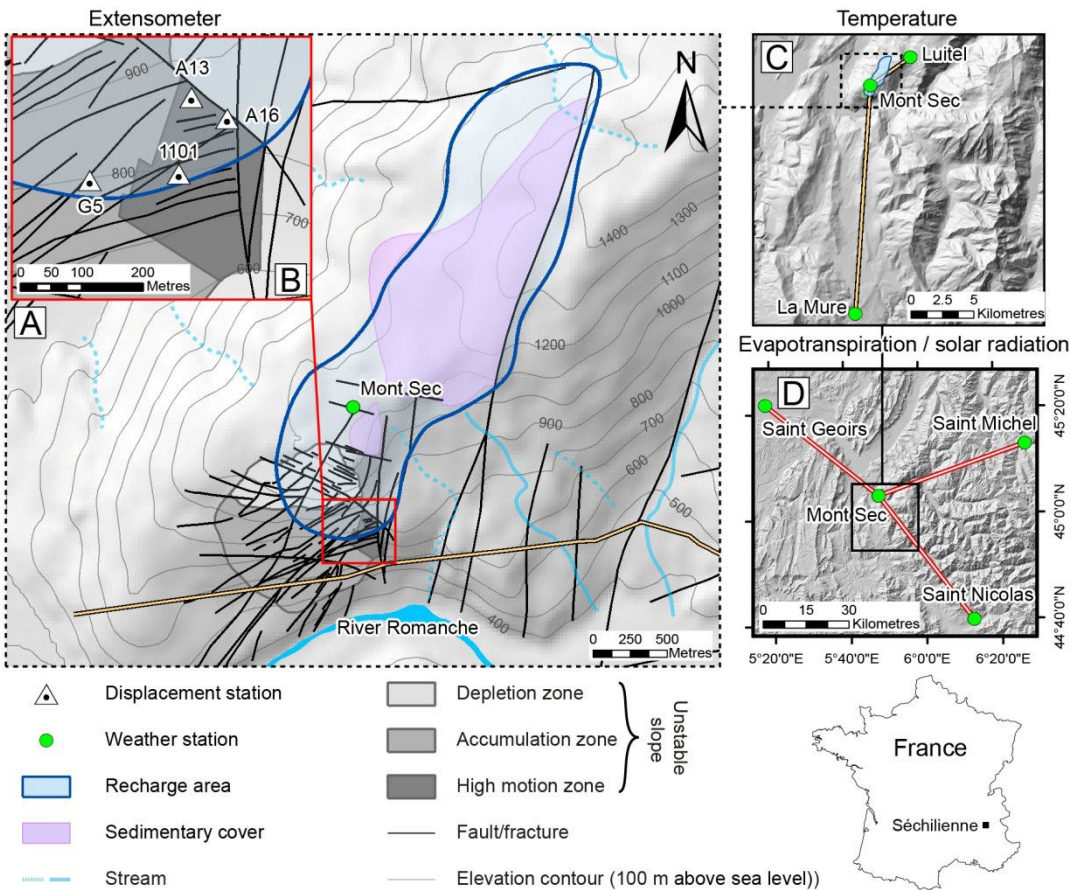 Extensometer
Temperature
A
N
River Romanche
Mont Sec
1400
1300
1100
1000
1200
800
900
700
600
500
400
0 250 500
Metres
B
900
A13
A16
1101
800
G5
700
600
0 50 100 200
Metres
C
Luitel
Mont Sec
La Mure
0 2.5 5
Kilometres
Evapotranspiration / solar radiation
D
Saint Geoirs
Saint Michel
Mont Sec
Saint Nicolas
0 15 30
Kilometres
45°20'0"N
45°0'0"N
44°40'0"N
5°20'0"E 5°40'0"E 6°0'0"E 6°20'0"E
Displacement station
Weather station
Recharge area
Sedimentary cover
Stream
Depletion zone
Accumulation zone
High motion zone
Unstable
slope
Fault/fracture
Elevation contour (100 m above sea level))
France
Séchilienne